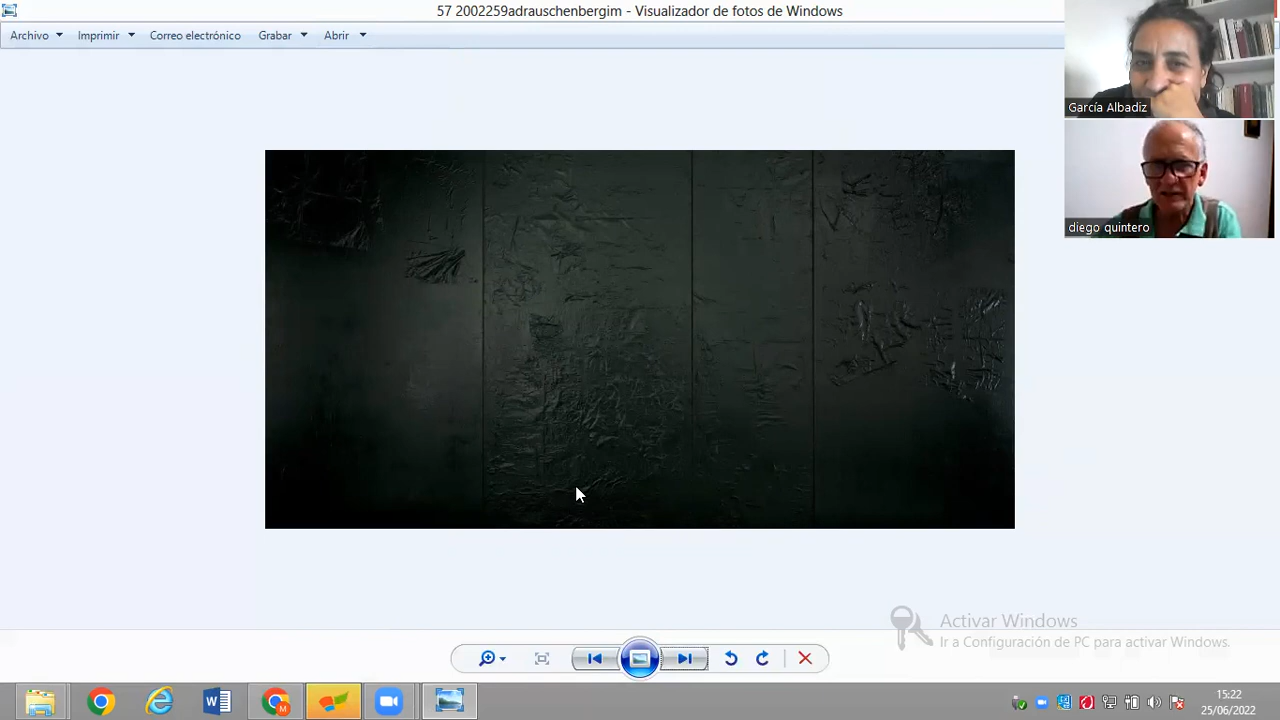 57 2002259adrauschenbergim - Visualizador de fotos de Windows
Archivo Imprimir Correo electrónico Grabar Abrir
García Albadiz
diego quintero
Activar Windows
Ir a Configuración de PC para activar Windows.
15:22
25/06/2022